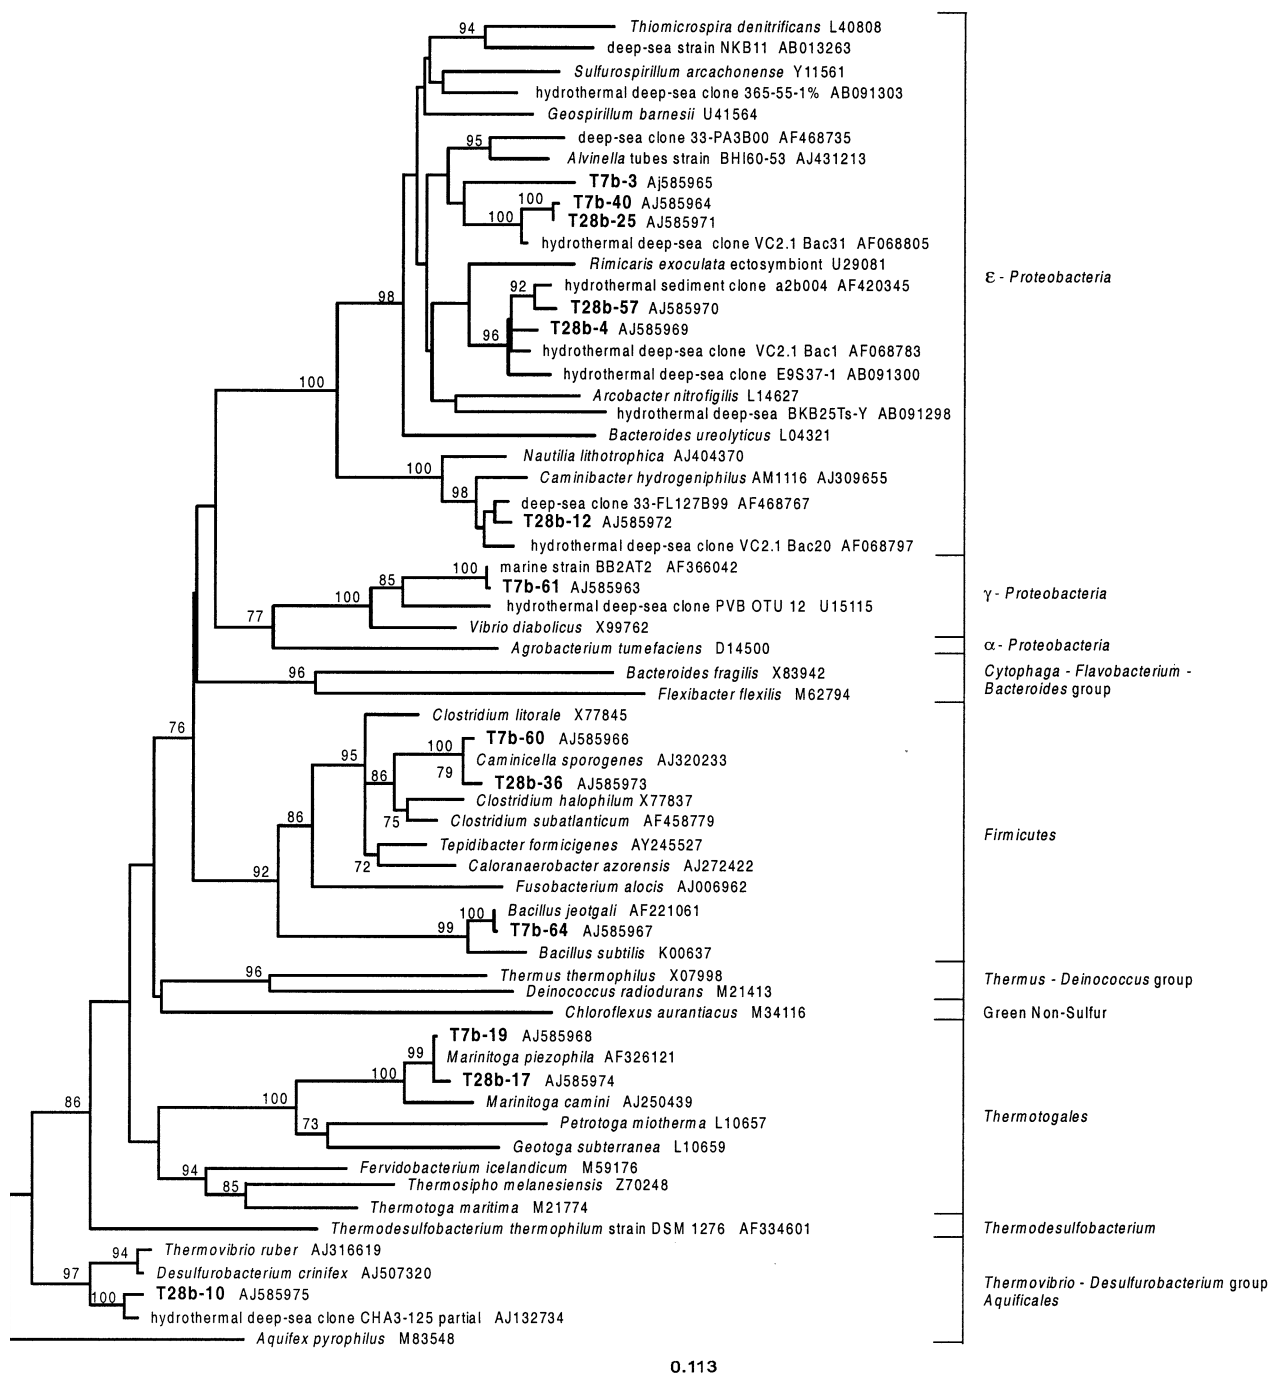 94 Thiomicrospira denitrificans L40808
deep-sea strain NKB11 AB013263
Sulfurospirillum arcachonense Y11561
hydrothermal deep-sea clone 365-55-1% AB091303
Geospirillum barnesii U41564
deep-sea clone 33-PA3B00 AF468735
95
Alvinella tubes strain BHI60-53 AJ431213
T7b-3 Aj585965
100 T7b-40 AJ585964
100 T28b-25 AJ585971
hydrothermal deep-sea clone VC2.1 Bac31 AF068805
Rimicaris exoculata ectosymbiont U29081
ε - Proteobacteria
92 hydrothermal sediment clone a2b004 AF420345
98
T28b-57 AJ585970
T28b-4 AJ585969
96
hydrothermal deep-sea clone VC2.1 Bac1 AF068783
hydrothermal deep-sea clone E9S37-1 AB091300
100
Arcobacter nitrofigilis L14627
hydrothermal deep-sea BKB25Ts-Y AB091298
Bacteroides ureolyticus L04321
Nautilia lithotrophica AJ404370
100
Caminibacter hydrogeniphilus AM1116 AJ309655
98
deep-sea clone 33-FL127B99 AF468767
T28b-12 AJ585972
hydrothermal deep-sea clone VC2.1 Bac20 AF068797
100 marine strain BB2AT2 AF366042
85
T7b-61 AJ585963
γ - Proteobacteria
100
hydrothermal deep-sea clone PVB OTU 12 U15115
77
Vibrio diabolicus X99762
Agrobacterium tumefaciens D14500
α - Proteobacteria
96
Bacteroides fragilis X83942
Cytophaga - Flavobacterium -
Bacteroides group
Flexibacter flexilis M62794
Clostridium litorale X77845
76
T7b-60 AJ585966
100
95
Caminicella sporogenes AJ320233
79
86
T28b-36 AJ585973
Clostridium halophilum X77837
75
Clostridium subatlanticum AF458779
86
Firmicutes
Tepidibacter formicigenes AY245527
72
Caloranaerobacter azorensis AJ272422
92
Fusobacterium alocis AJ006962
100 Bacillus jeotgali AF221061
99
T7b-64 AJ585967
Bacillus subtilis K00637
96
Thermus thermophilus X07998
Thermus - Deinococcus group
Deinococcus radiodurans M21413
Chloroflexus aurantiacus M34116
Green Non-Sulfur
T7b-19 AJ585968
99
Marinitoga piezophila AF326121
100
T28b-17 AJ585974
100
Marinitoga camini AJ250439
86
73
Petrotoga miotherma L10657
Thermotogales
Geotoga subterranea L10659
94
Fervidobacterium icelandicum M59176
85
Thermosipho melanesiensis Z70248
Thermotoga maritima M21774
Thermodesulfobacterium thermophilum strain DSM 1276 AF334601
Thermodesulfobacterium
94 Thermovibrio ruber AJ316619
97
Desulfurobacterium crinifex AJ507320
Thermovibrio - Desulfurobacterium group
Aquificales
100 T28b-10 AJ585975
hydrothermal deep-sea clone CHA3-125 partial AJ132734
Aquifex pyrophilus M83548
0.113